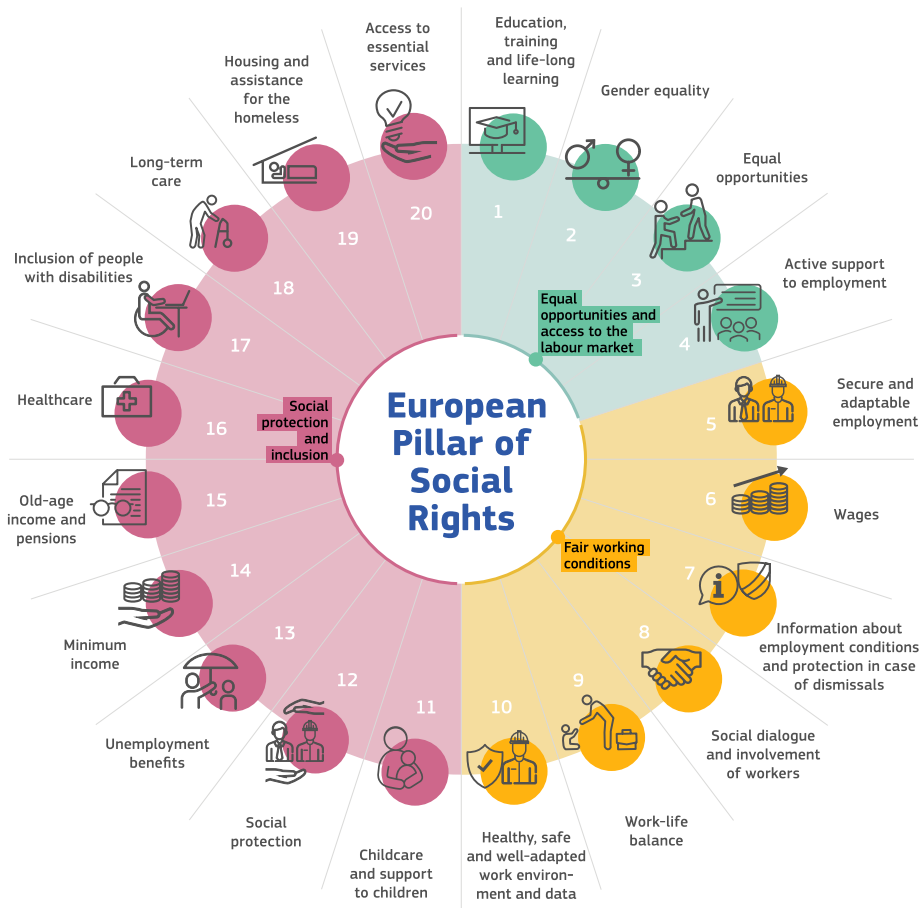 European
Pillar of
Social
Rights
Equal
opportunities and
access to the
labour market
1
Education,
training
and life-long
learning
2
Gender equality
3
Equal
opportunities
4
Active support
to employment
Fair working
conditions
5
Secure and
adaptable
employment
6
Wages
7
Information about
employment conditions
and protection in case
of dismissals
8
Social dialogue
and involvement
of workers
9
Work-life
balance
10
Healthy, safe
and well-adapted
work environ-
ment and data
Social
protection
and
inclusion
11
Childcare
and support
to children
12
Social
protection
13
Unemployment
benefits
14
Minimum
income
15
Old-age
income and
pensions
16
Healthcare
17
Inclusion of people
with disabilities
18
Long-term
care
19
Housing and
assistance
for the
homeless
20
Access to
essential
services